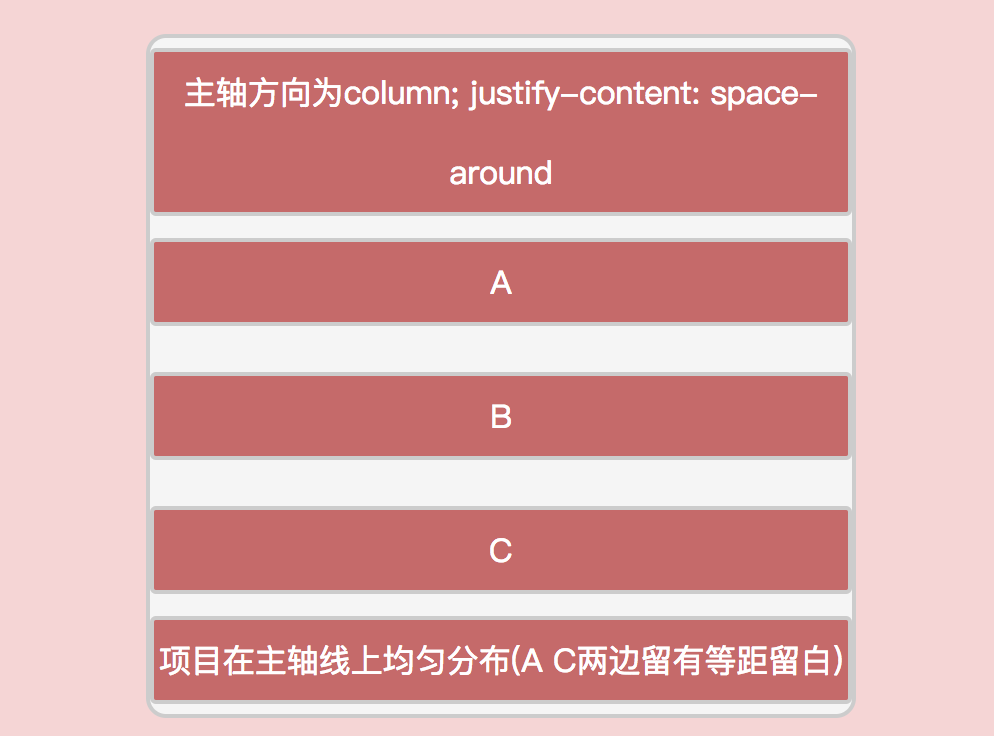 主轴方向为column; justify-content: space-
around
A
B
C
项目在主轴线上均匀分布(A C两边留有等距留白)